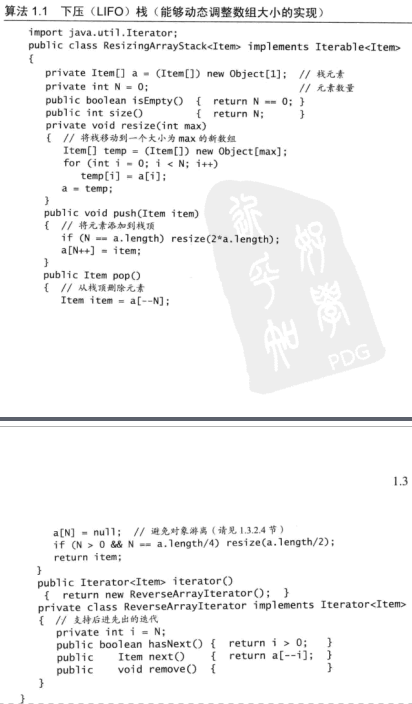 算法 1.1 下压（LIFO）栈（能够动态调整数组大小的实现）
import java.util.Iterator;
public class ResizingArrayStack<Item> implements Iterable<Item>
{
private Item[] a = (Item[]) new Object[1]; // 栈元素
private int N = 0; // 元素数量
public boolean isEmpty() { return N == 0; }
public int size() { return N; }
private void resize(int max)
{ // 将栈移动到一个大小为 max 的新数组
Item[] temp = (Item[]) new Object[max];
for (int i = 0; i < N; i++)
temp[i] = a[i];
a = temp;
}
public void push(Item item)
{ // 将元素添加到栈顶
if (N == a.length) resize(2*a.length);
a[N++] = item;
}
public Item pop()
{ // 从栈顶删除元素
Item item = a[--N];
PDG
1.3
a[N] = null; // 避免对象游离（请见 1.3.2.4 节）
if (N > 0 && N == a.length/4) resize(a.length/2);
return item;
}
public Iterator<Item> iterator()
{ return new ReverseArrayIterator(); }
private class ReverseArrayIterator implements Iterator<Item>
{ // 支持后进先出的迭代
private int i = N;
public boolean hasNext() { return i > 0; }
public Item next() { return a[--i]; }
public void remove() { }
}
}